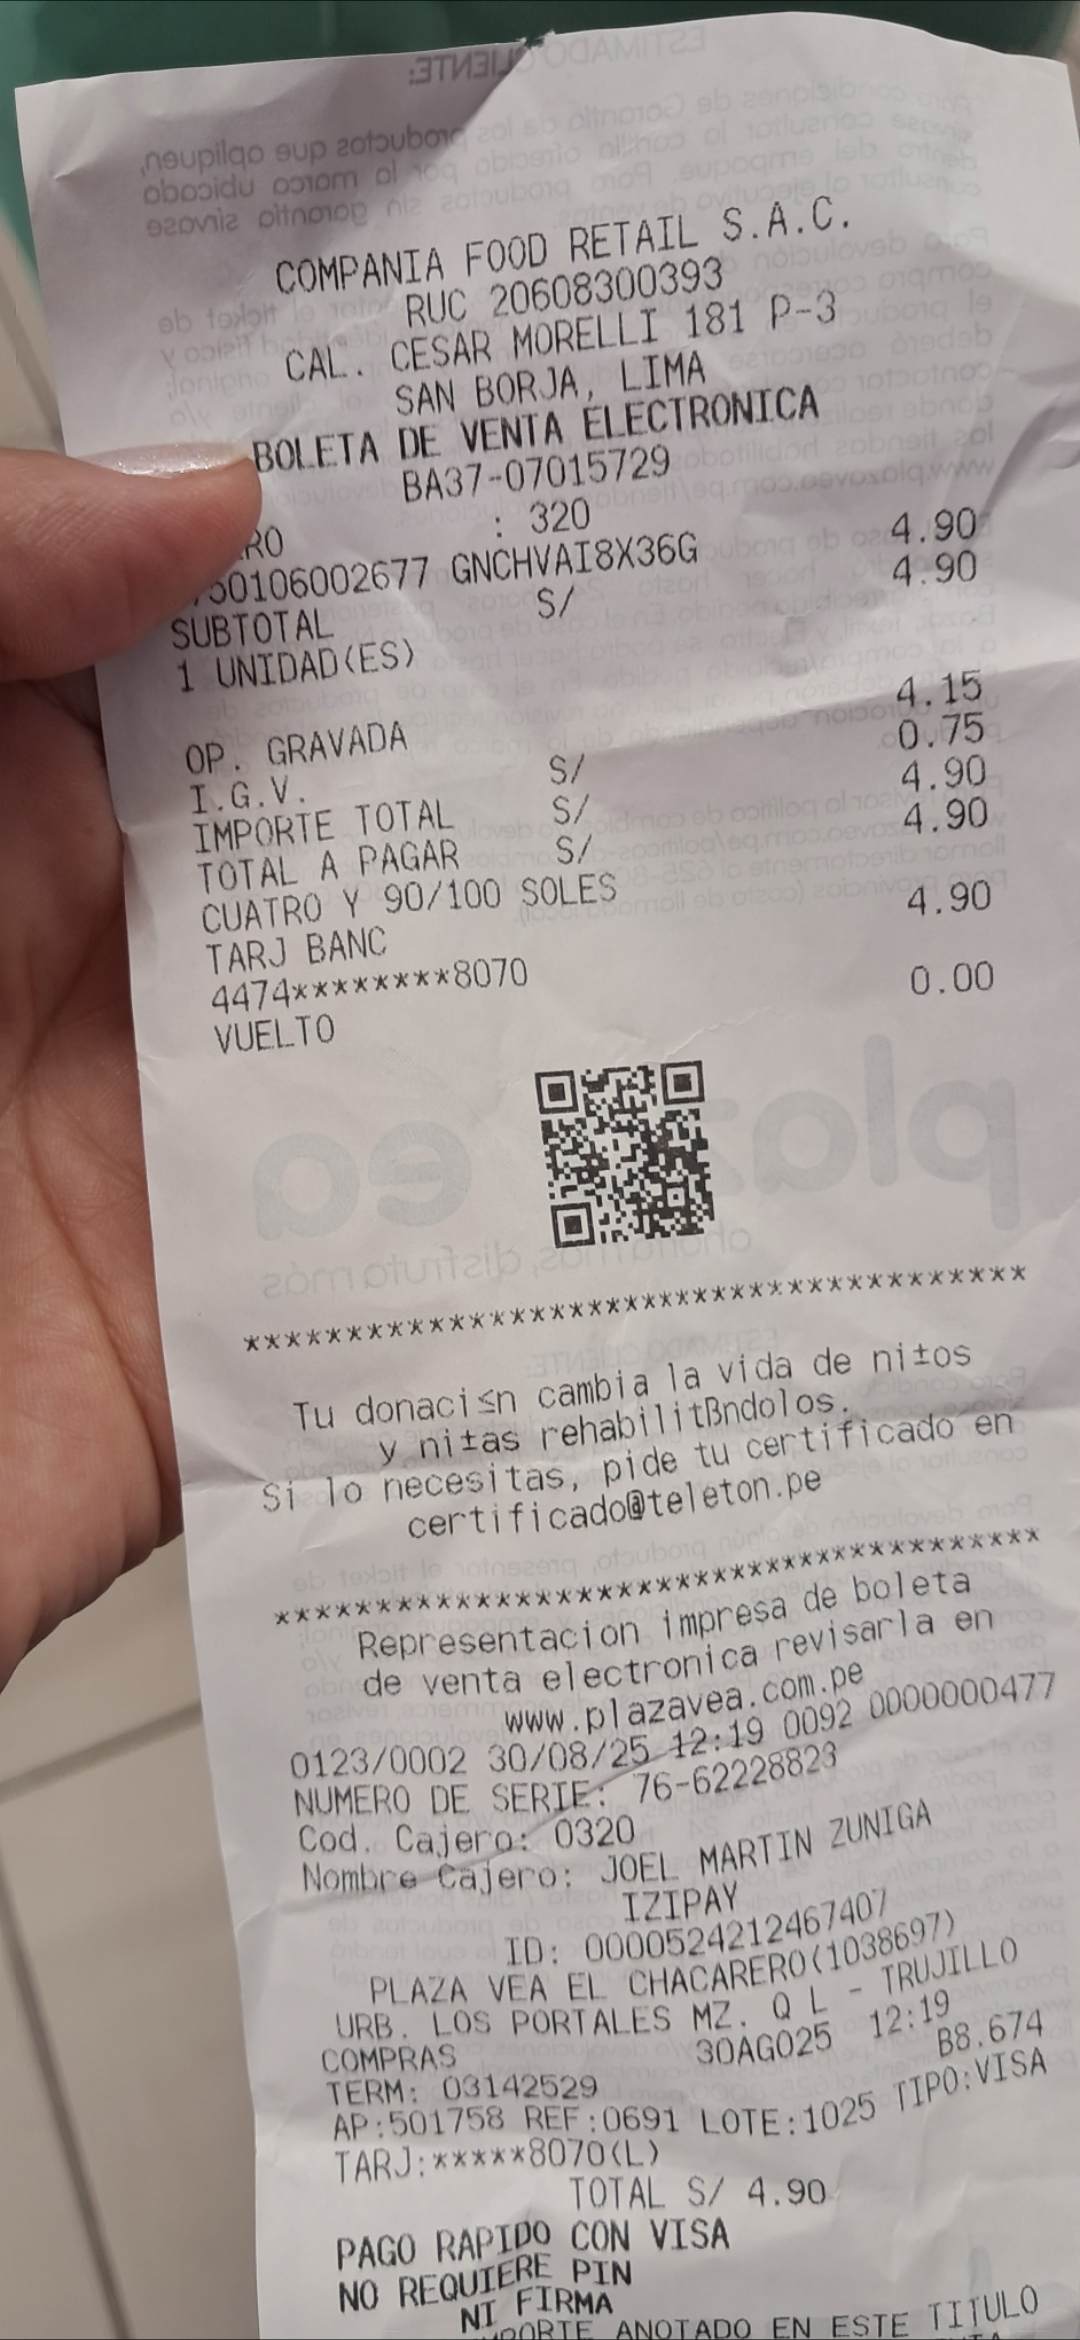 COMPANIA FOOD RETAIL S.A.C.
RUC 20608300393
CAL. CESAR MORELLI 181 P-3
SAN BORJA, LIMA
BOLETA DE VENTA ELECTRONICA
BA37-07015729
RO : 320
50106002677 GNCHVAI8X36G 4.90
SUBTOTAL S/ 4.90
1 UNIDAD(ES)
OP. GRAVADA 4.15
I.G.V. S/ 0.75
IMPORTE TOTAL S/ 4.90
TOTAL A PAGAR S/ 4.90
CUATRO Y 90/100 SOLES
TARJ BANC 4.90
4474********8070
VUELTO 0.00
***************************************
Tu donaci≤n cambia la vida de ni±os
y ni±as rehabilitßndolos.
Si lo necesitas, pide tu certificado en
certificado@teleton.pe
***************************************
Representacion impresa de boleta
de venta electronica revisarla en
www.plazavea.com.pe
0123/0002 30/08/25 12:19 0092 0000000477
NUMERO DE SERIE: 76-62228823
Cod. Cajero: 0320
Nombre Cajero: JOEL MARTIN ZUNIGA
IZIPAY
ID: 0000524212467407
PLAZA VEA EL CHACARERO(1038697)
URB. LOS PORTALES MZ. Q L - TRUJILLO
COMPRAS 30AGO25 12:19
TERM: 03142529 B8.674
AP:501758 REF:0691 LOTE:1025 TIPO:VISA
TARJ:*****8070(L)
TOTAL S/ 4.90
PAGO RAPIDO CON VISA
NO REQUIERE PIN
NI FIRMA
ANOTADO EN ESTE TITULO